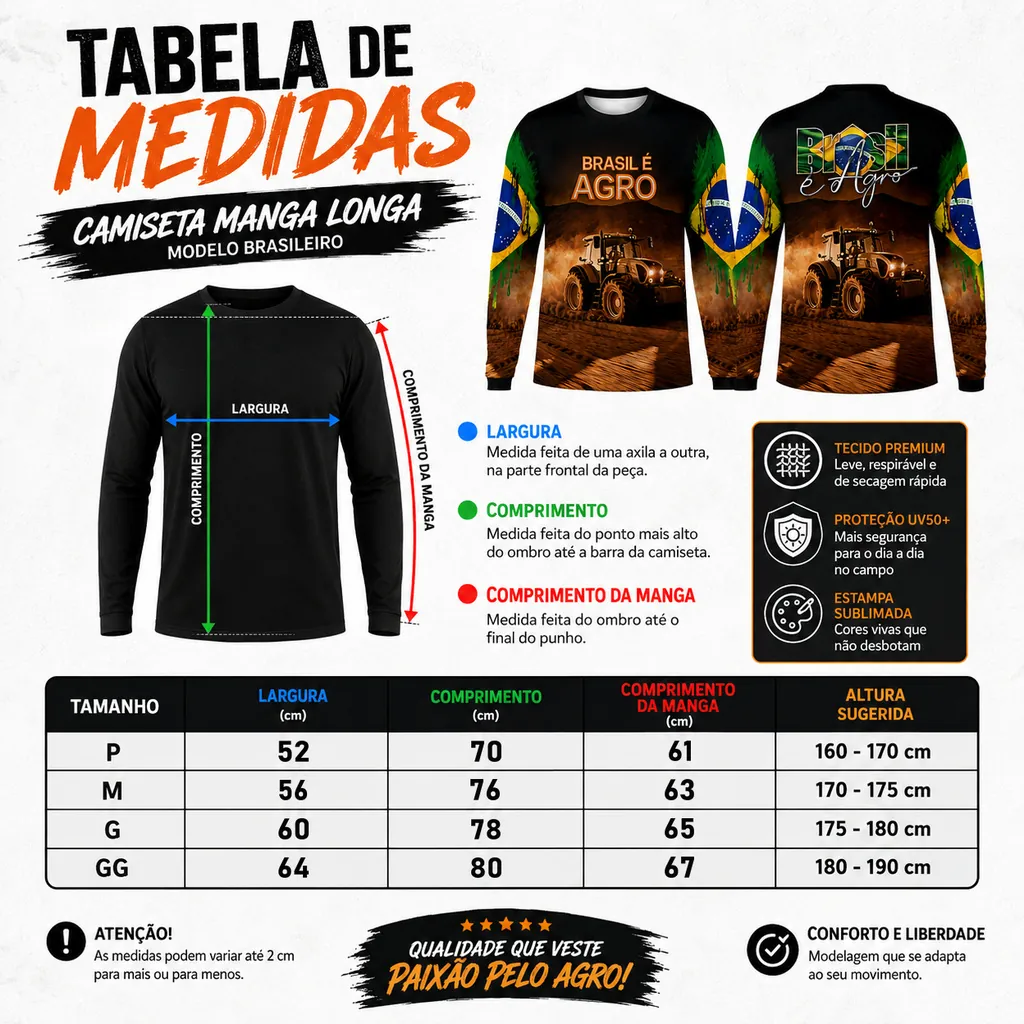 TABELA DE
MEDIDAS
CAMISETA MANGA LONGA
MODELO BRASILEIRO
BRASIL É
AGRO
Brasil
é Agro
LARGURA
COMPRIMENTO
COMPRIMENTO DA MANGA
LARGURA
Medida feita de uma axila a outra,
na parte frontal da peça.
COMPRIMENTO
Medida feita do ponto mais alto
do ombro até a barra da camiseta.
COMPRIMENTO DA MANGA
Medida feita do ombro até o
final do punho.
TECIDO PREMIUM
Leve, respirável e
de secagem rápida
PROTEÇÃO UV50+
Mais segurança
para o dia a dia
no campo
ESTAMPA
SUBLIMADA
Cores vivas que
não desbotam
TAMANHO LARGURA (cm) COMPRIMENTO (cm) COMPRIMENTO DA MANGA (cm) ALTURA SUGERIDA
P 52 70 61 160 - 170 cm
M 56 76 63 170 - 175 cm
G 60 78 65 175 - 180 cm
GG 64 80 67 180 - 190 cm
ATENÇÃO!
As medidas podem variar até 2 cm
para mais ou para menos.
QUALIDADE QUE VESTE
PAIXÃO PELO AGRO!
CONFORTO E LIBERDADE
Modelagem que se adapta
ao seu movimento.